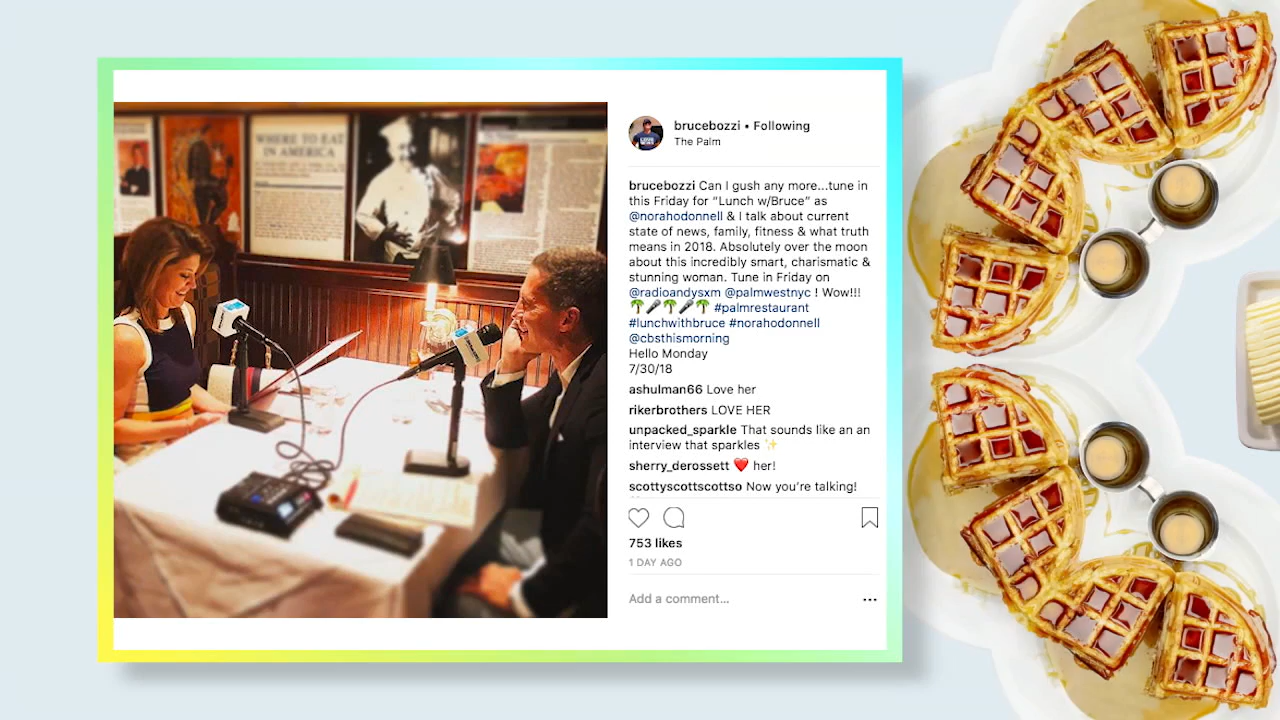 WHERE TO EAT
IN AMERICA
brucebozzi • Following
The Palm
brucebozzi Can I gush any more...tune in
this Friday for “Lunch w/Bruce” as
@norahodonnell & I talk about current
state of news, family, fitness & what truth
means in 2018. Absolutely over the moon
about this incredibly smart, charismatic &
stunning woman. Tune in Friday on
@radioandysxm @palmwestnyc ! Wow!!!
🌴🎤🌴🎤🌴 #palmrestaurant
#lunchwithbruce #norahodonnell
@cbsthismorning
Hello Monday
7/30/18
ashulman66 Love her
rikerbrothers LOVE HER
unpacked_sparkle That sounds like an an
interview that sparkles ✨
sherry_derossett ❤️ her!
scottyscottscottso Now you’re talking!
753 likes
1 DAY AGO
Add a comment...